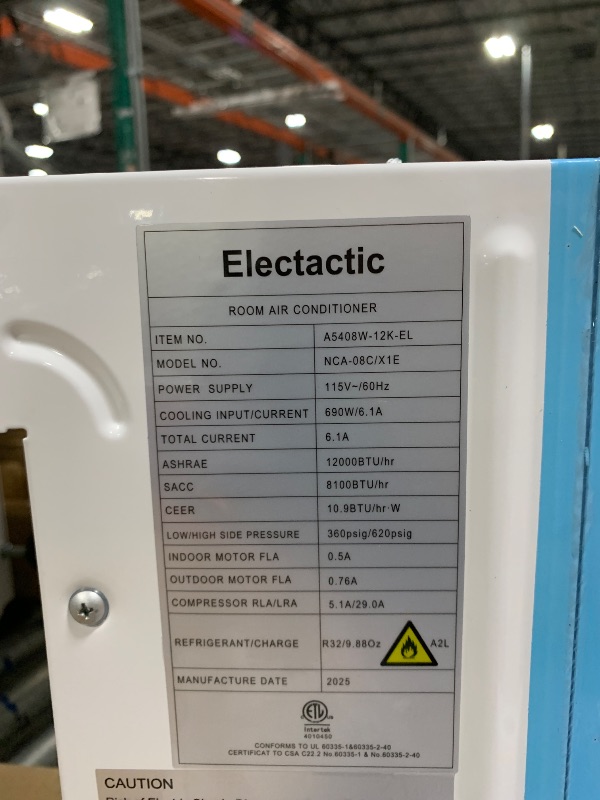 Electactic
ROOM AIR CONDITIONER
ITEM NO. A5408W-12K-EL
MODEL NO. NCA-08C/X1E
POWER SUPPLY 115V~/60Hz
COOLING INPUT/CURRENT 690W/6.1A
TOTAL CURRENT 6.1A
ASHRAE 12000BTU/hr
SACC 8100BTU/hr
CEER 10.9BTU/hr·W
LOW/HIGH SIDE PRESSURE 360psig/620psig
INDOOR MOTOR FLA 0.5A
OUTDOOR MOTOR FLA 0.76A
COMPRESSOR RLA/LRA 5.1A/29.0A
REFRIGERANT/CHARGE R32/9.88Oz A2L
MANUFACTURE DATE 2025
ETL
Intertek
4010450
CONFORMS TO UL 60335-1&60335-2-40
CERTIFICAT TO CSA C22.2 No.60335-1 & No.60335-2-40
CAUTION